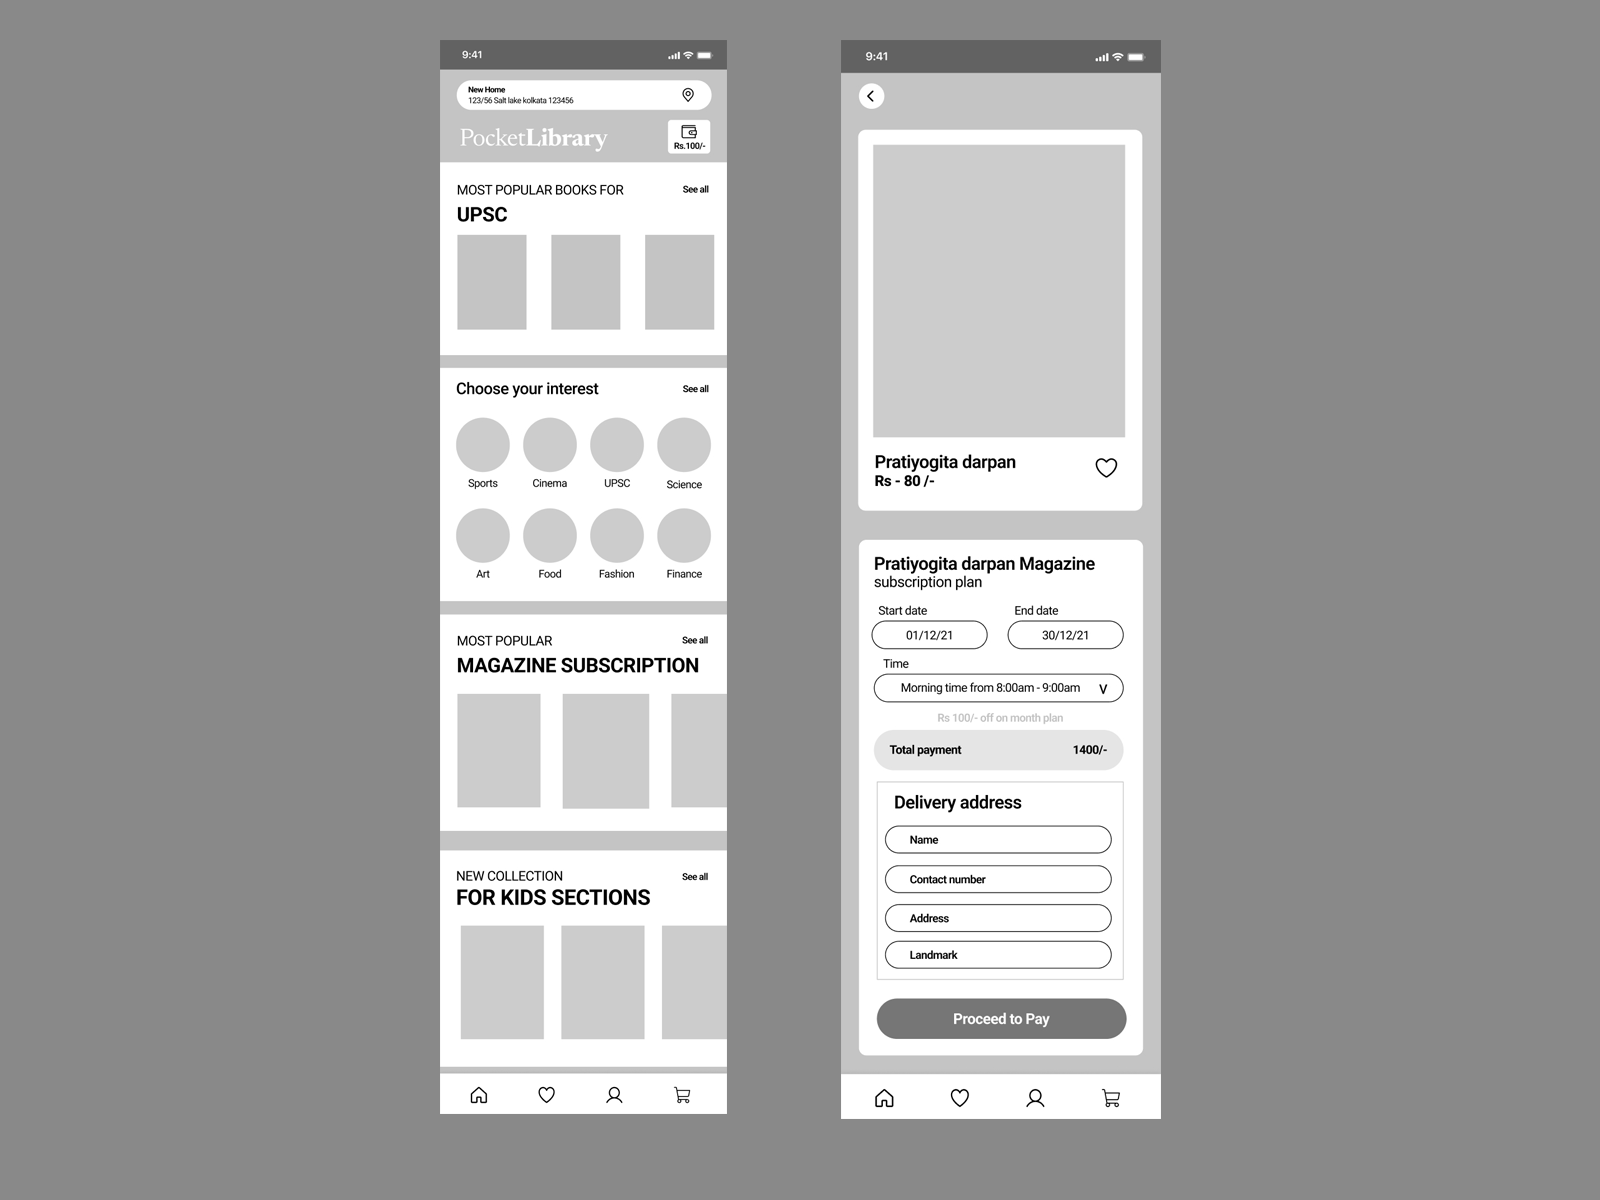 9:41
New Home
123/56 Salt lake kolkata 123456
PocketLibrary
Rs.100/-
MOST POPULAR BOOKS FOR
See all
UPSC
Choose your interest
See all
Sports
Cinema
UPSC
Science
Art
Food
Fashion
Finance
MOST POPULAR
See all
MAGAZINE SUBSCRIPTION
NEW COLLECTION
See all
FOR KIDS SECTIONS
9:41
Pratiyogita darpan
Rs - 80 /-
Pratiyogita darpan Magazine
subscription plan
Start date
End date
01/12/21
30/12/21
Time
Morning time from 8:00am - 9:00am
V
Rs 100/- off on month plan
Total payment
1400/-
Delivery address
Name
Contact number
Address
Landmark
Proceed to Pay